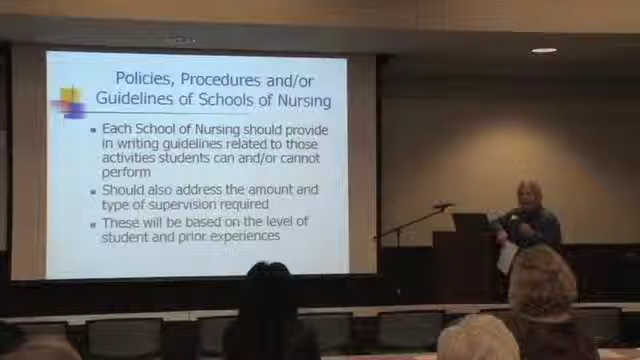 Policies, Procedures and/or
Guidelines of Schools of Nursing
Each School of Nursing should provide
in writing guidelines related to those
activities students can and/or cannot
perform
Should also address the amount and
type of supervision required
These will be based on the level of
student and prior experiences